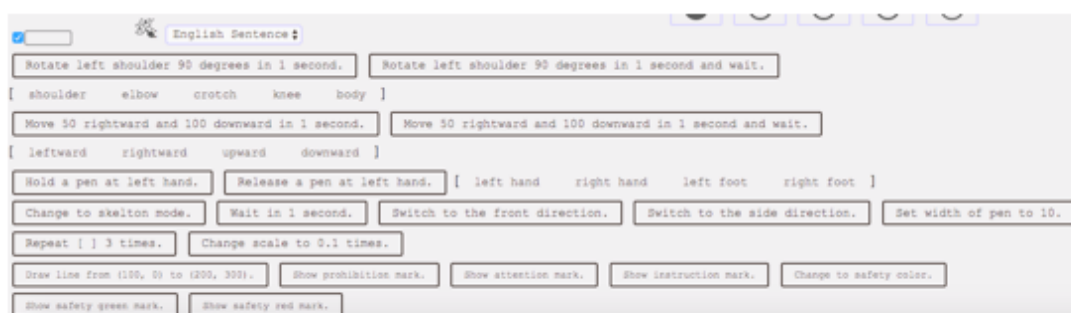 English Sentence
Rotate left shoulder 90 degrees in 1 second. Rotate left shoulder 90 degrees in 1 second and wait.
[ shoulder elbow crotch knee body ]
Move 50 rightward and 100 downward in 1 second. Move 50 rightward and 100 downward in 1 second and wait.
[ leftward rightward upward downward ]
Hold a pen at left hand. Release a pen at left hand. [ left hand right hand left foot right foot ]
Change to skelton mode. Wait in 1 second. Switch to the front direction. Switch to the side direction. Set width of pen to 10.
Repeat [ ] 3 times. Change scale to 0.1 times.
Draw line from (100, 0) to (200, 300). Show prohibition mark. Show attention mark. Show instruction mark. Change to safety color.
Show safety green mark. Show safety red mark.